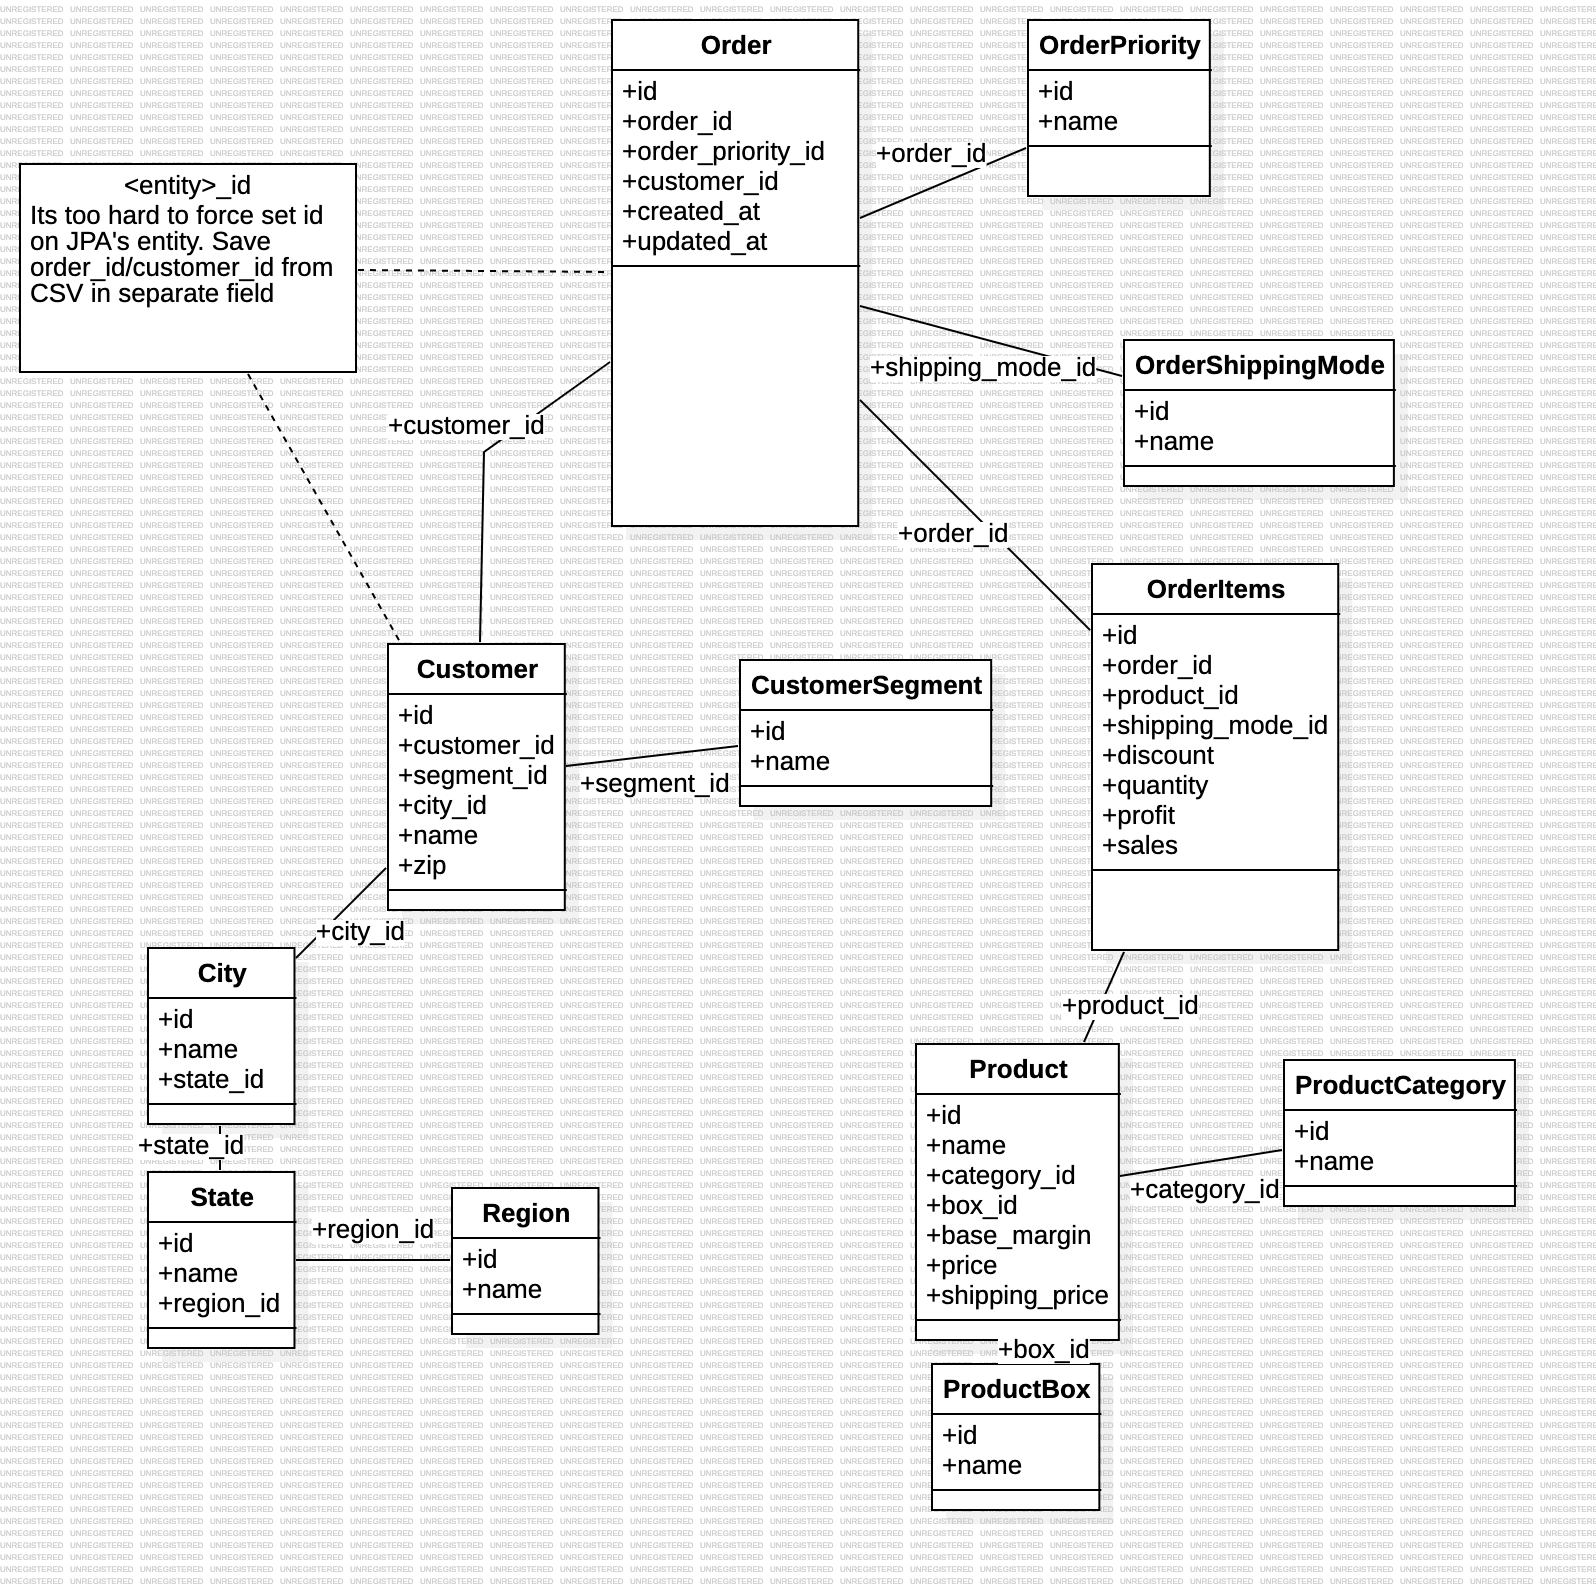 Order
+id
+order_id
+order_priority_id
+customer_id
+created_at
+updated_at
OrderPriority
+id
+name
+order_id
<entity>_id
Its too hard to force set id
on JPA's entity. Save
order_id/customer_id from
CSV in separate field
+shipping_mode_id
OrderShippingMode
+id
+name
+customer_id
+order_id
OrderItems
+id
+order_id
+product_id
+shipping_mode_id
+discount
+quantity
+profit
+sales
Customer
+id
+customer_id
+segment_id
+city_id
+name
+zip
+segment_id
CustomerSegment
+id
+name
+city_id
City
+id
+name
+state_id
+state_id
State
+id
+name
+region_id
+region_id
Region
+id
+name
+product_id
Product
+id
+name
+category_id
+box_id
+base_margin
+price
+shipping_price
+category_id
ProductCategory
+id
+name
+box_id
ProductBox
+id
+name
UNREGISTERED